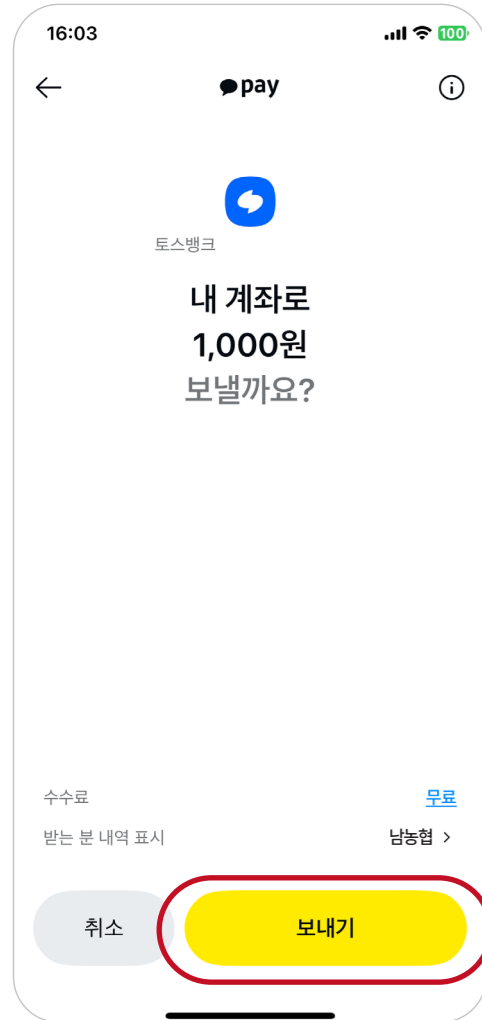 16:03
100
pay
토스뱅크
내 계좌로
1,000원
보낼까요?
수수료 무료
받는 분 내역 표시 남농협 >
취소 보내기